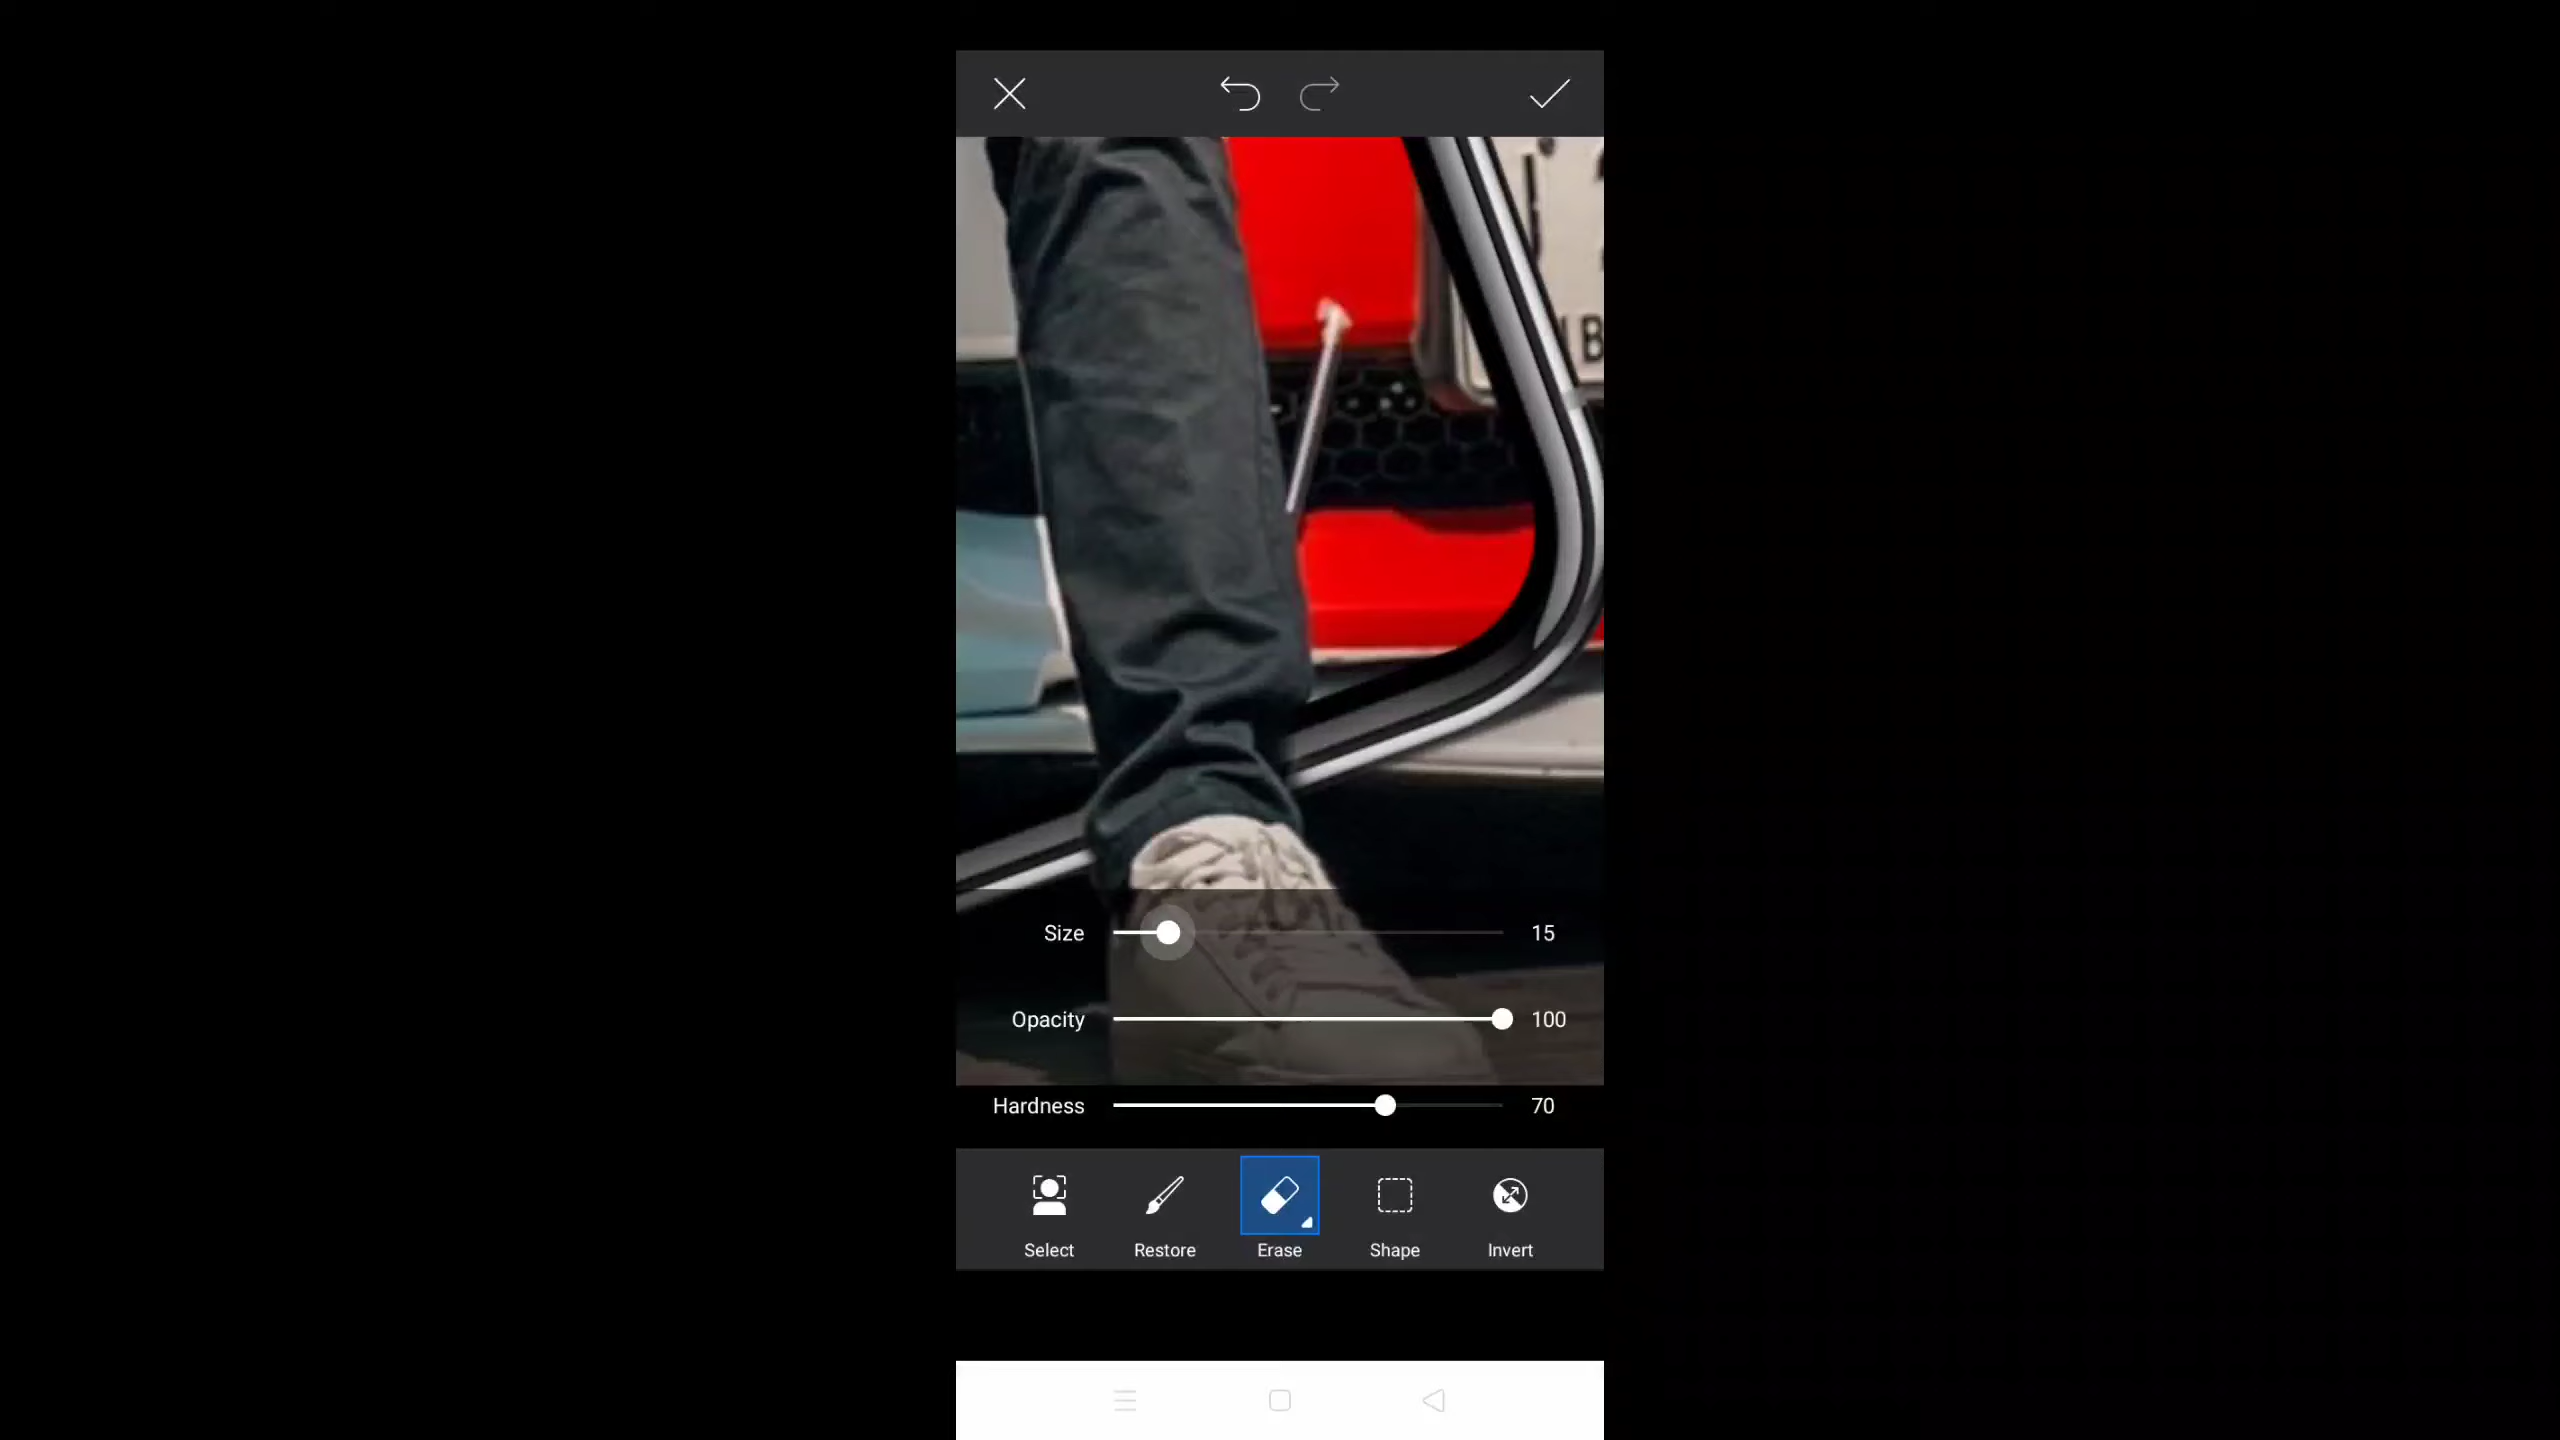 B
Size 15
Opacity 100
Hardness 70
Select Restore Erase Shape Invert